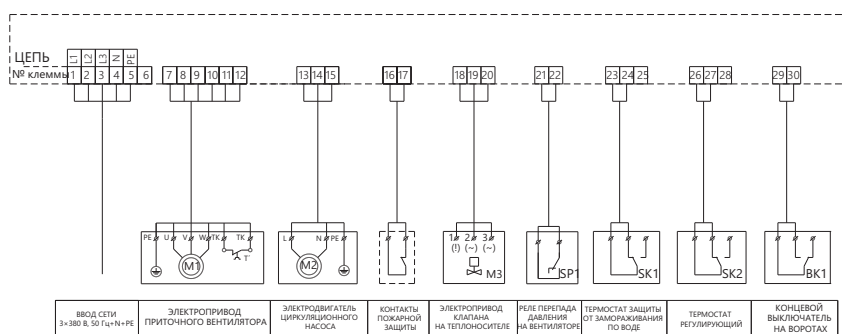 ЦЕПЬ L1 L2 L3 N PE
№ клеммы 1 2 3 4 5 6 7 8 9 10 11 12 13 14 15 16 17 18 19 20 21 22 23 24 25 26 27 28 29 30
PE U V W TK TK L N PE 1 2 3
(!) (~) (~)
T°
M1 M2 M3 SP1 SK1 SK2 BK1
ВВОД СЕТИ
3×380 В, 50 Гц+N+PE
ЭЛЕКТРОПРИВОД
ПРИТОЧНОГО ВЕНТИЛЯТОРА
ЭЛЕКТРОДВИГАТЕЛЬ
ЦИРКУЛЯЦИОННОГО
НАСОСА
КОНТАКТЫ
ПОЖАРНОЙ
ЗАЩИТЫ
ЭЛЕКТРОПРИВОД
КЛАПАНА
НА ТЕПЛОНОСИТЕЛЕ
РЕЛЕ ПЕРЕПАДА
ДАВЛЕНИЯ
НА ВЕНТИЛЯТОРЕ
ТЕРМОСТАТ ЗАЩИТЫ
ОТ ЗАМОРАЖИВАНИЯ
ПО ВОДЕ
ТЕРМОСТАТ
РЕГУЛИРУЮЩИЙ
КОНЦЕВОЙ
ВЫКЛЮЧАТЕЛЬ
НА ВОРОТАХ